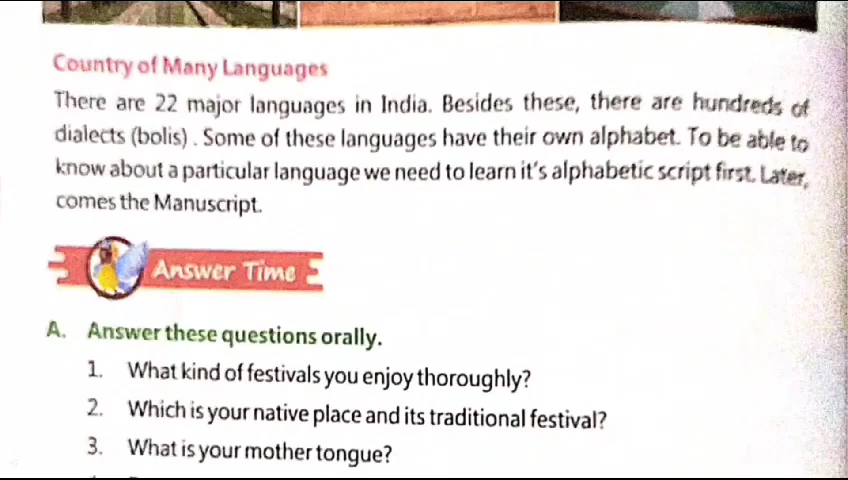 Country of Many Languages
There are 22 major languages in India. Besides these, there are hundreds of
dialects (bolis) . Some of these languages have their own alphabet. To be able to
know about a particular language we need to learn it's alphabetic script first. Later,
comes the Manuscript.
Answer Time
A. Answer these questions orally.
1. What kind of festivals you enjoy thoroughly?
2. Which is your native place and its traditional festival?
3. What is your mother tongue?